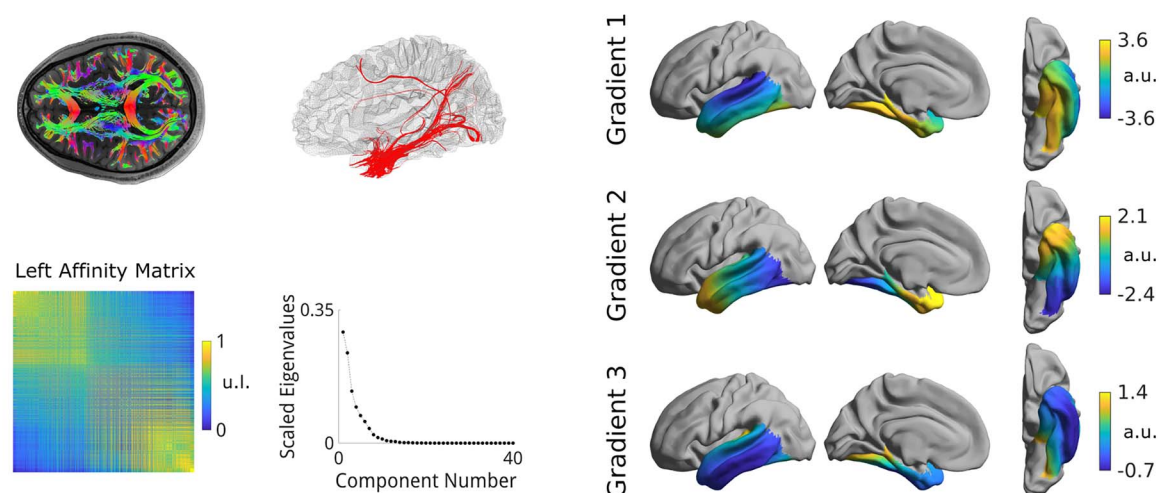 Left Affinity Matrix
1
u.l.
0
Scaled Eigenvalues
0.35
0
0
40
Component Number
Gradient 1
3.6
a.u.
-3.6
Gradient 2
2.1
a.u.
-2.4
Gradient 3
1.4
a.u.
-0.7